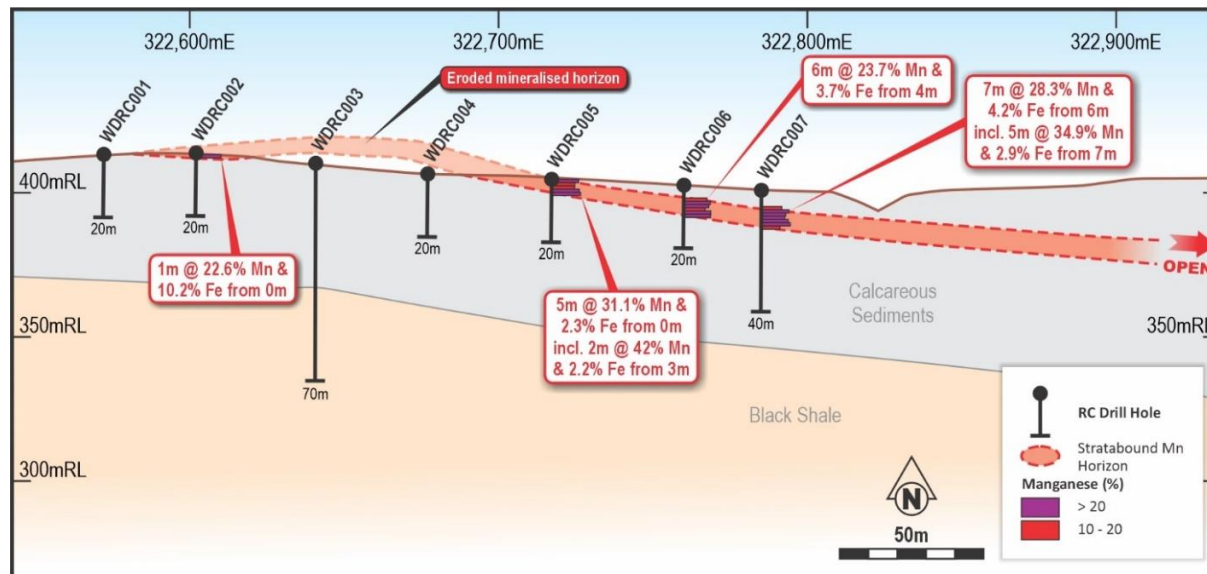 322,600mE
322,700mE
322,800mE
322,900mE
WDRC001
WDRC002
WDRC003
WDRC004
WDRC005
WDRC006
WDRC007
Eroded mineralised horizon
6m @ 23.7% Mn &
3.7% Fe from 4m
7m @ 28.3% Mn &
4.2% Fe from 6m
incl. 5m @ 34.9% Mn
& 2.9% Fe from 7m
400mRL
20m
20m
70m
20m
20m
20m
40m
OPEN
1m @ 22.6% Mn &
10.2% Fe from 0m
5m @ 31.1% Mn &
2.3% Fe from 0m
incl. 2m @ 42% Mn
& 2.2% Fe from 3m
Calcareous
Sediments
350mRL
350mRL
Black Shale
300mRL
N
50m
RC Drill Hole
Stratabound Mn
Horizon
Manganese (%)
> 20
10 - 20